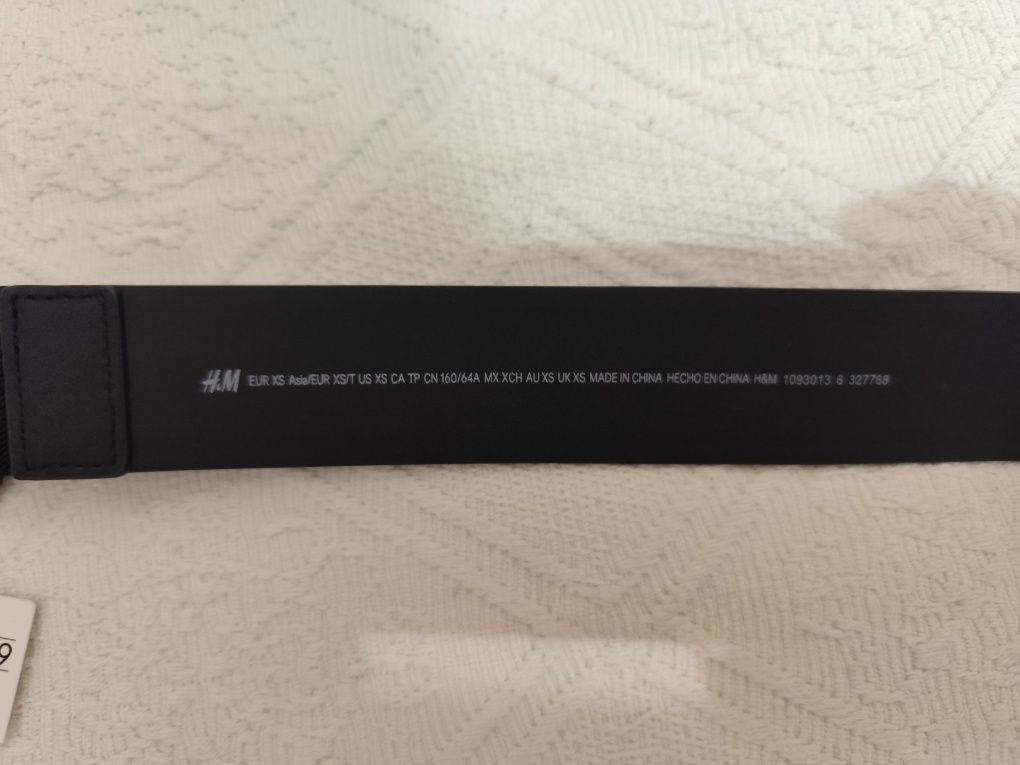 H&M EUR XS Asia/EUR XS/T US XS CA TP CN 160/64A MX XCH AU XS UK XS MADE IN CHINA HECHO EN CHINA H&M 1093013 6 327768
9